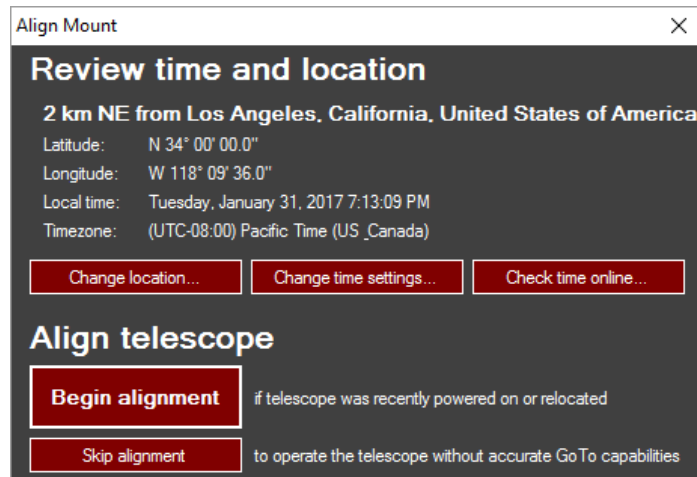 Align Mount
Review time and location
2 km NE from Los Angeles, California, United States of America
Latitude: N 34° 00' 00.0"
Longitude: W 118° 09' 36.0"
Local time: Tuesday, January 31, 2017 7:13:09 PM
Timezone: (UTC-08:00) Pacific Time (US _Canada)
Change location... Change time settings... Check time online...
Align telescope
Begin alignment if telescope was recently powered on or relocated
Skip alignment to operate the telescope without accurate GoTo capabilities